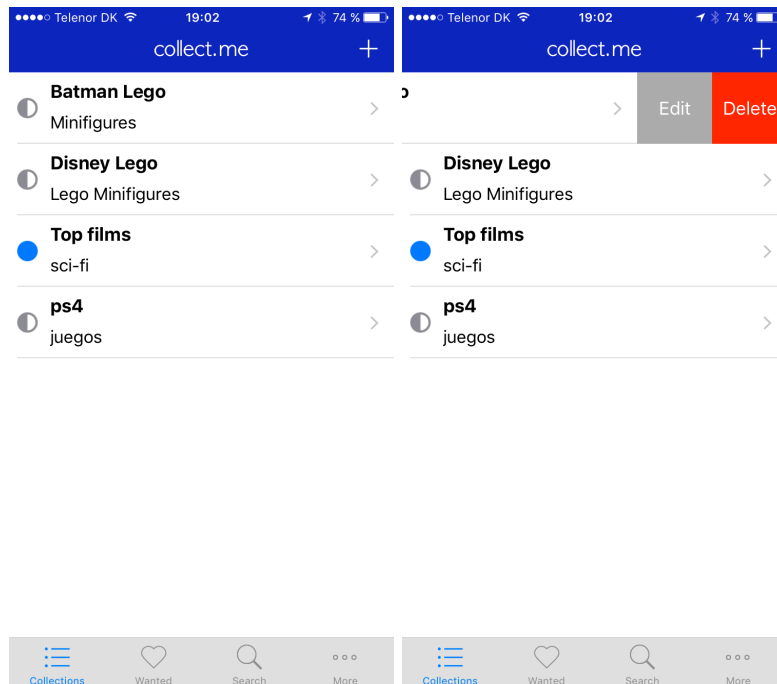 Telenor DK 19:02 74 %
collect.me +
Batman Lego
Minifigures
Disney Lego
Lego Minifigures
Top films
sci-fi
ps4
juegos
Collections Wanted Search More
Telenor DK 19:02 74 %
collect.me +
o Edit Delete
Disney Lego
Lego Minifigures
Top films
sci-fi
ps4
juegos
Collections Wanted Search More